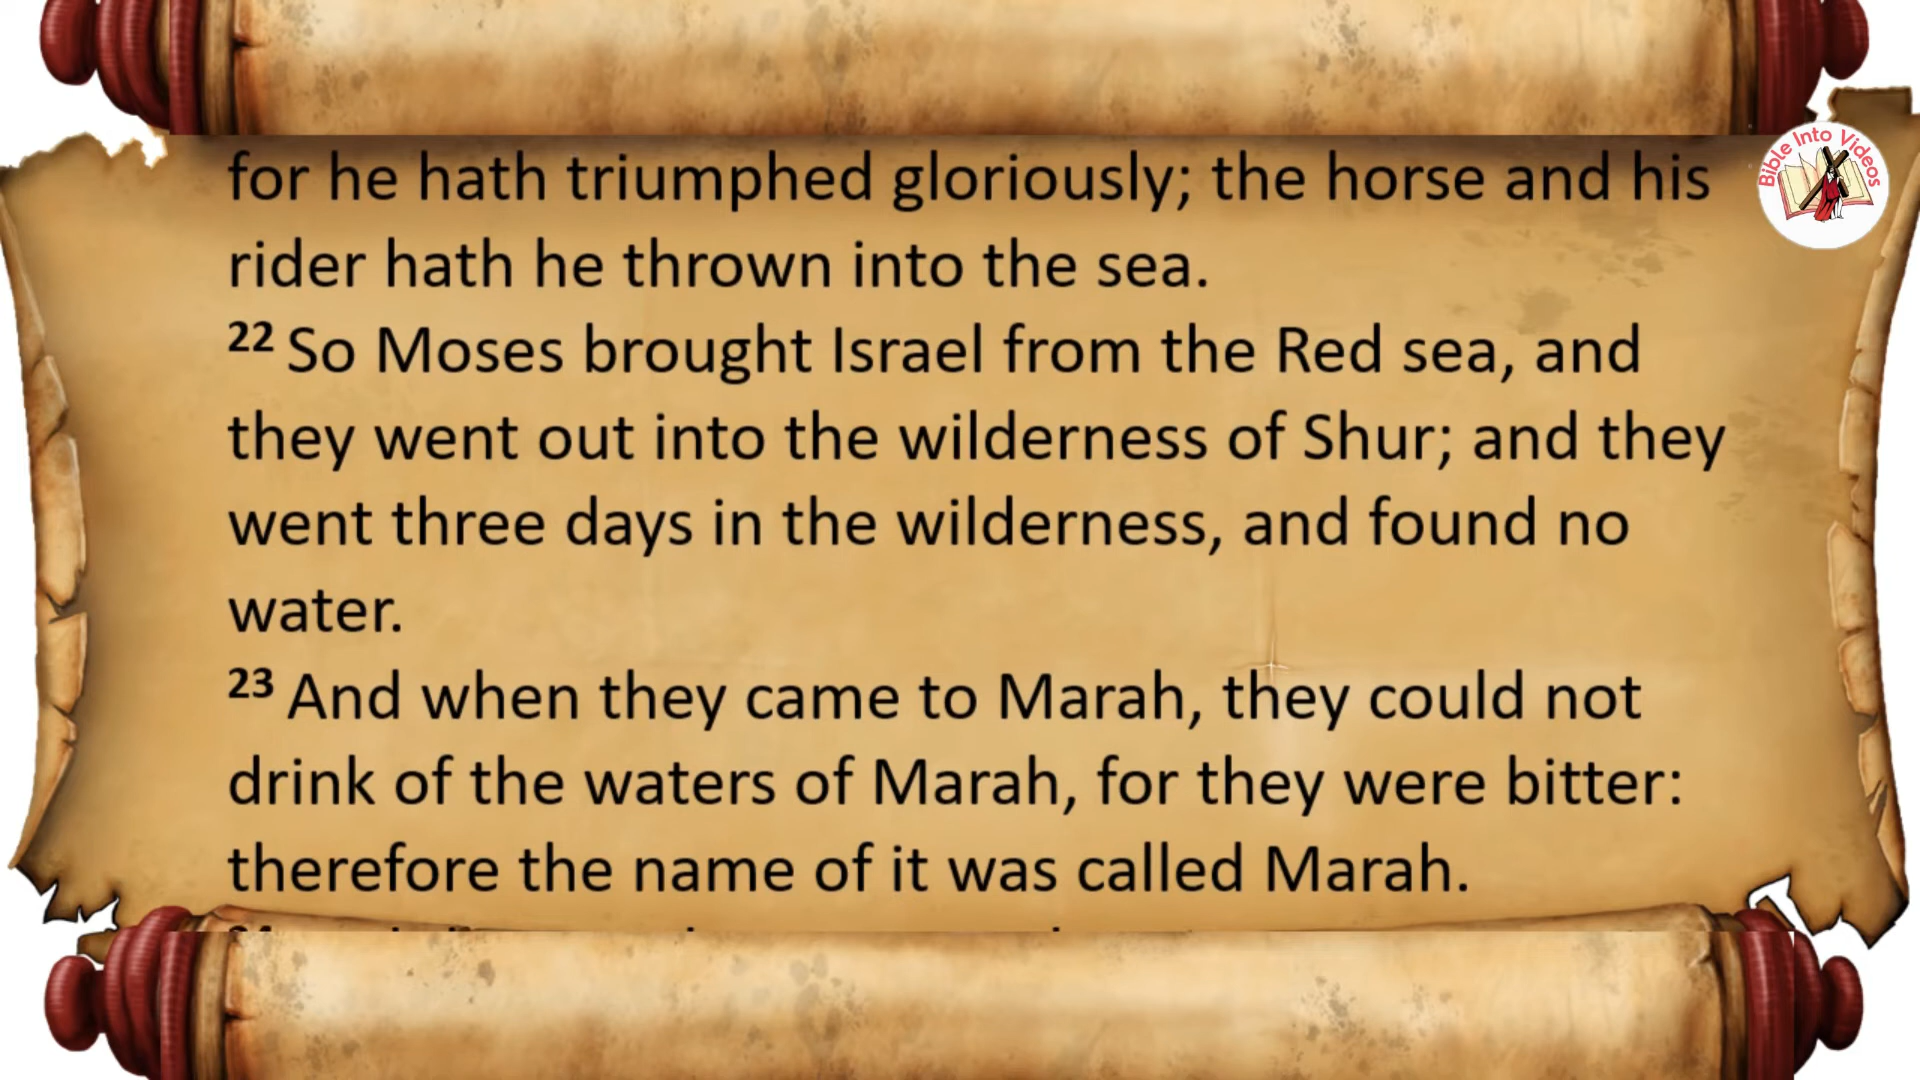 for he hath triumphed gloriously; the horse and his
rider hath he thrown into the sea.
22 So Moses brought Israel from the Red sea, and
they went out into the wilderness of Shur; and they
went three days in the wilderness, and found no
water.
23 And when they came to Marah, they could not
drink of the waters of Marah, for they were bitter:
therefore the name of it was called Marah.
Bible Into Videos